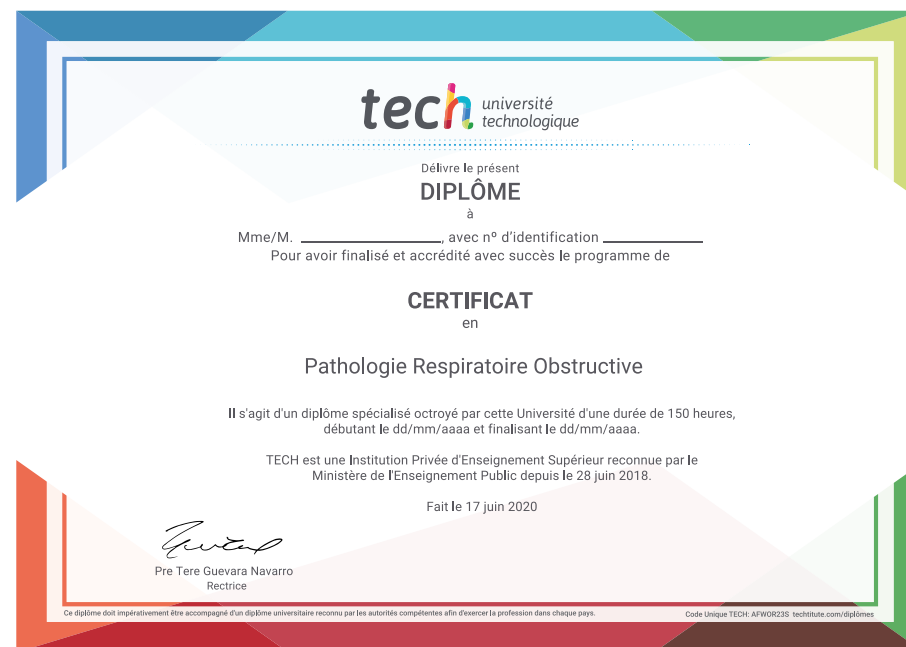 tech université
technologique
Délivre le présent
DIPLÔME
à
Mme/M. ____________________, avec nº d'identification ______________
Pour avoir finalisé et accrédité avec succès le programme de
CERTIFICAT
en
Pathologie Respiratoire Obstructive
Il s'agit d'un diplôme spécialisé octroyé par cette Université d'une durée de 150 heures,
débutant le dd/mm/aaaa et finalisant le dd/mm/aaaa.
TECH est une Institution Privée d'Enseignement Supérieur reconnue par le
Ministère de l'Enseignement Public depuis le 28 juin 2018.
Fait le 17 juin 2020
Pre Tere Guevara Navarro
Rectrice
Ce diplôme doit impérativement être accompagné d'un diplôme universitaire reconnu par les autorités compétentes afin d'exercer la profession dans chaque pays.
Code Unique TECH: AFWOR23S techtitute.com/diplômes